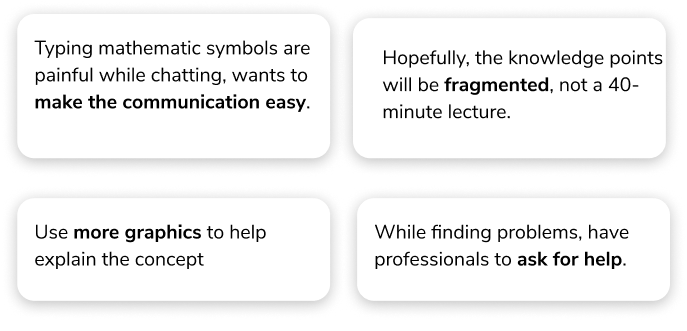 Typing mathematic symbols are
painful while chatting, wants to
make the communication easy.
Hopefully, the knowledge points
will be fragmented, not a 40-
minute lecture.
Use more graphics to help
explain the concept
While finding problems, have
professionals to ask for help.